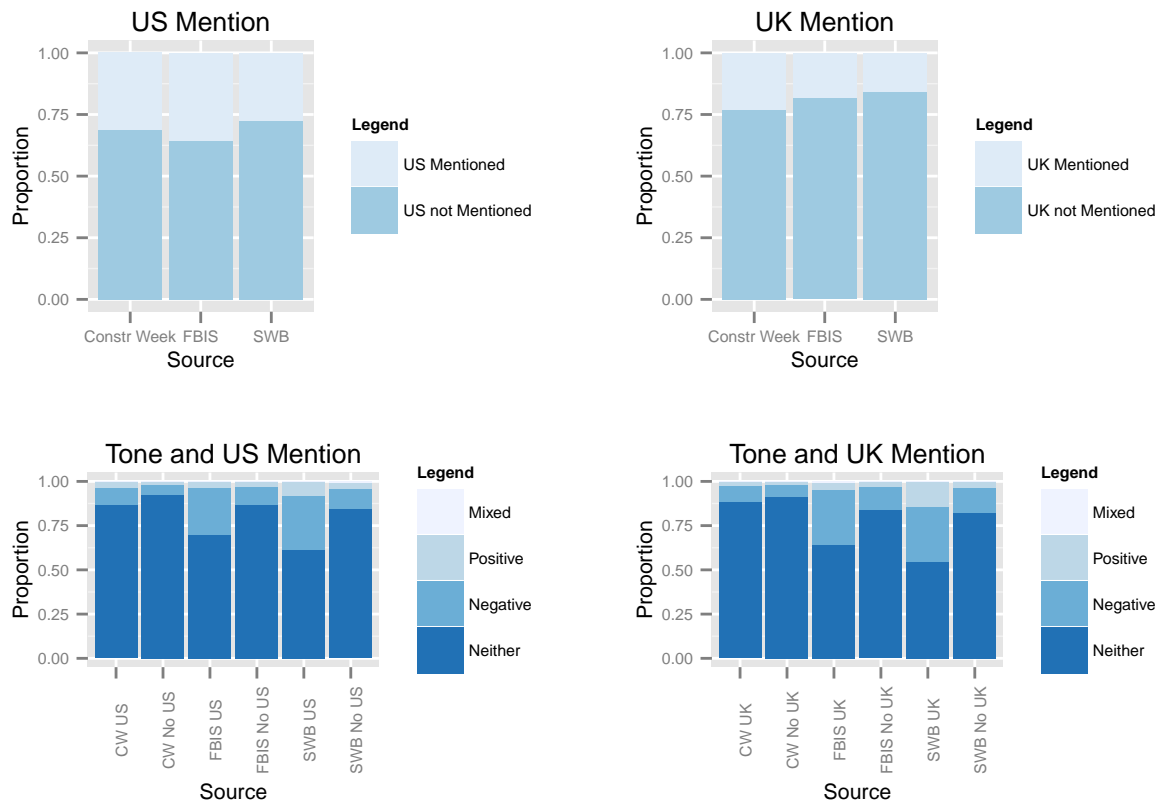 US Mention
1.00
0.75
0.50
0.25
0.00
Proportion
Constr Week FBIS SWB
Source
Legend
US Mentioned
US not Mentioned
UK Mention
1.00
0.75
0.50
0.25
0.00
Proportion
Constr Week FBIS SWB
Source
Legend
UK Mentioned
UK not Mentioned
Tone and US Mention
1.00
0.75
0.50
0.25
0.00
Proportion
CW US
CW No US
FBIS US
FBIS No US
SWB US
SWB No US
Source
Legend
Mixed
Positive
Negative
Neither
Tone and UK Mention
1.00
0.75
0.50
0.25
0.00
Proportion
CW UK
CW No UK
FBIS UK
FBIS No UK
SWB UK
SWB No UK
Source
Legend
Mixed
Positive
Negative
Neither